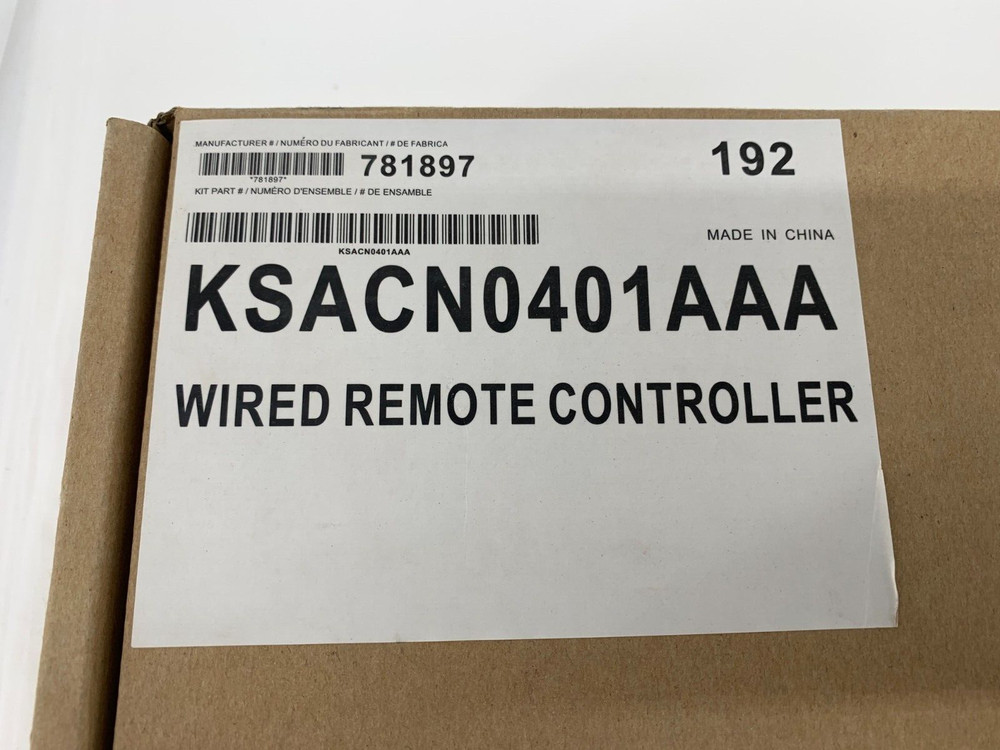 MANUFACTURER # / NUMÉRO DU FABRICANT / # DE FABRICA
781897
192
*781897*
KIT PART # / NUMÉRO D'ENSEMBLE / # DE ENSAMBLE
MADE IN CHINA
KSACN0401AAA
KSACN0401AAA
WIRED REMOTE CONTROLLER